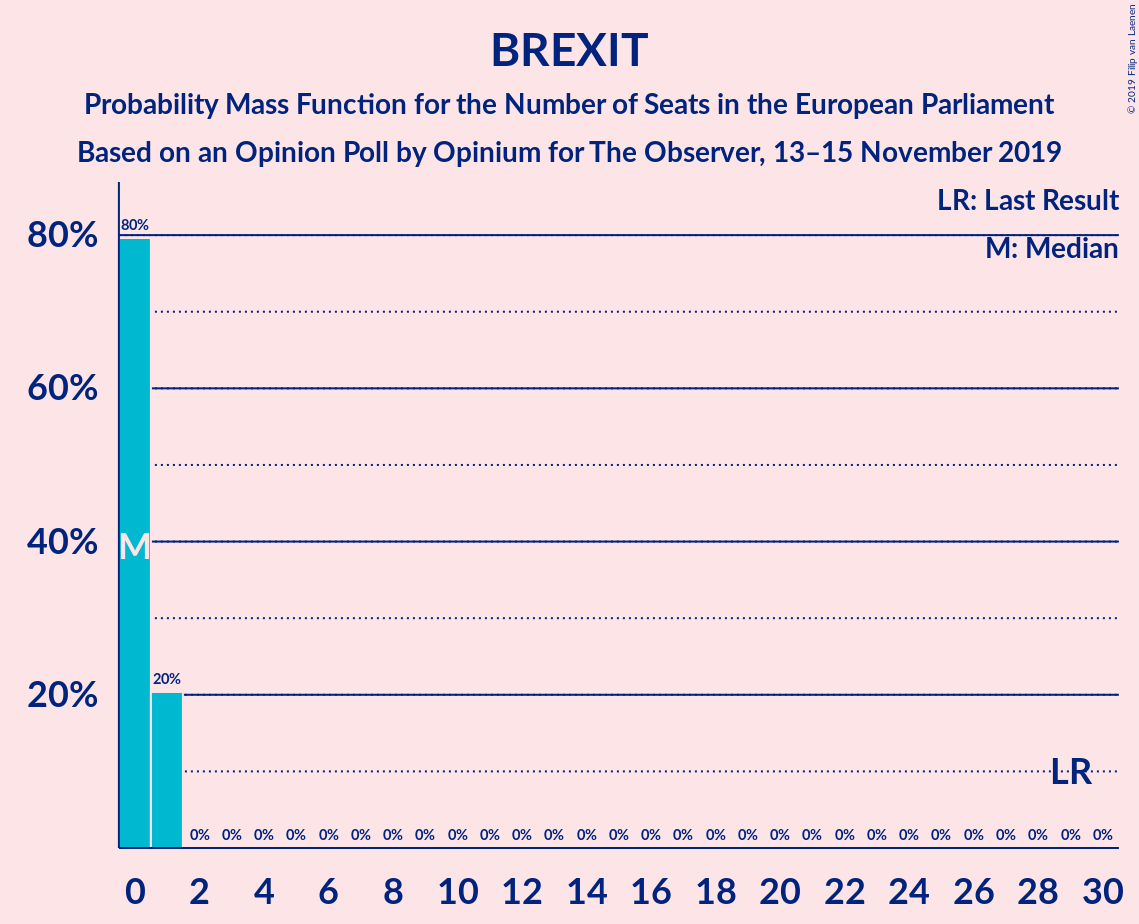 BREXIT
Probability Mass Function for the Number of Seats in the European Parliament
Based on an Opinion Poll by Opinium for The Observer, 13–15 November 2019
© 2019 Filip van Laenen
LR: Last Result
M: Median
80%
60%
40%
20%
80%
M
20%
0% 0% 0% 0% 0% 0% 0% 0% 0% 0% 0% 0% 0% 0% 0% 0% 0% 0% 0% 0% 0% 0% 0% 0% 0% 0% 0% 0% 0%
LR
0 2 4 6 8 10 12 14 16 18 20 22 24 26 28 30